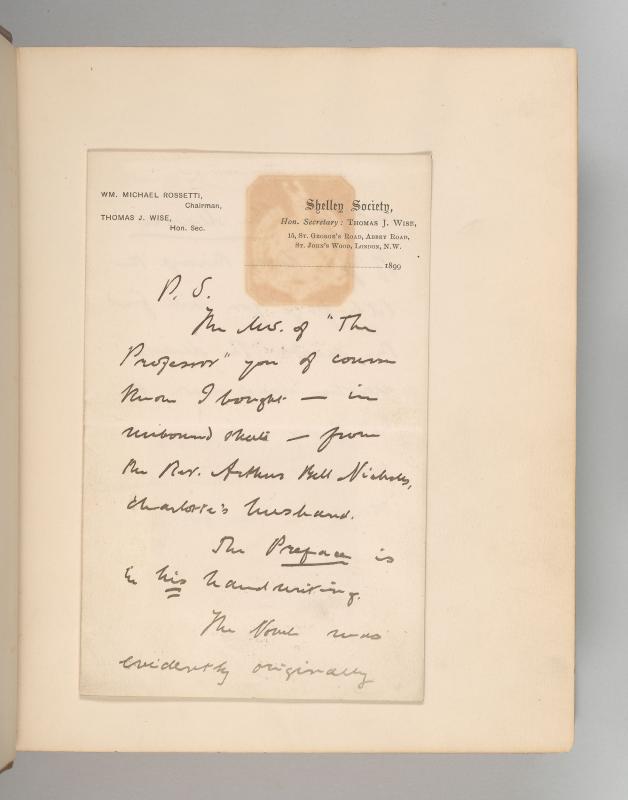 WM. MICHAEL ROSSETTI,
Chairman,
THOMAS J. WISE,
Hon. Sec.
Shelley Society,
Hon. Secretary: THOMAS J. WISE,
15, ST. GEORGE'S ROAD, ABBEY ROAD,
ST. JOHN'S WOOD, LONDON, N.W.
1899
P. S.
The MS. of "The
Professor" you of course
know I bought — in
unbound state — from
the Rev. Arthur Bell Nicholls,
Charlotte's husband.
The Preface is
in his handwriting.
The Novel was
evidently originally